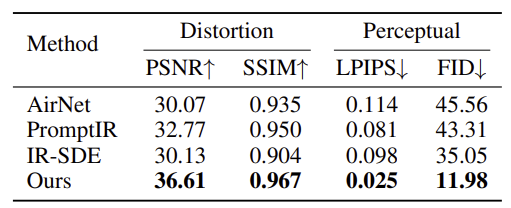 Method Distortion Perceptual
PSNR↑ SSIM↑ LPIPS↓ FID↓
AirNet 30.07 0.935 0.114 45.56
PromptIR 32.77 0.950 0.081 43.31
IR-SDE 30.13 0.904 0.098 35.05
Ours 36.61 0.967 0.025 11.98